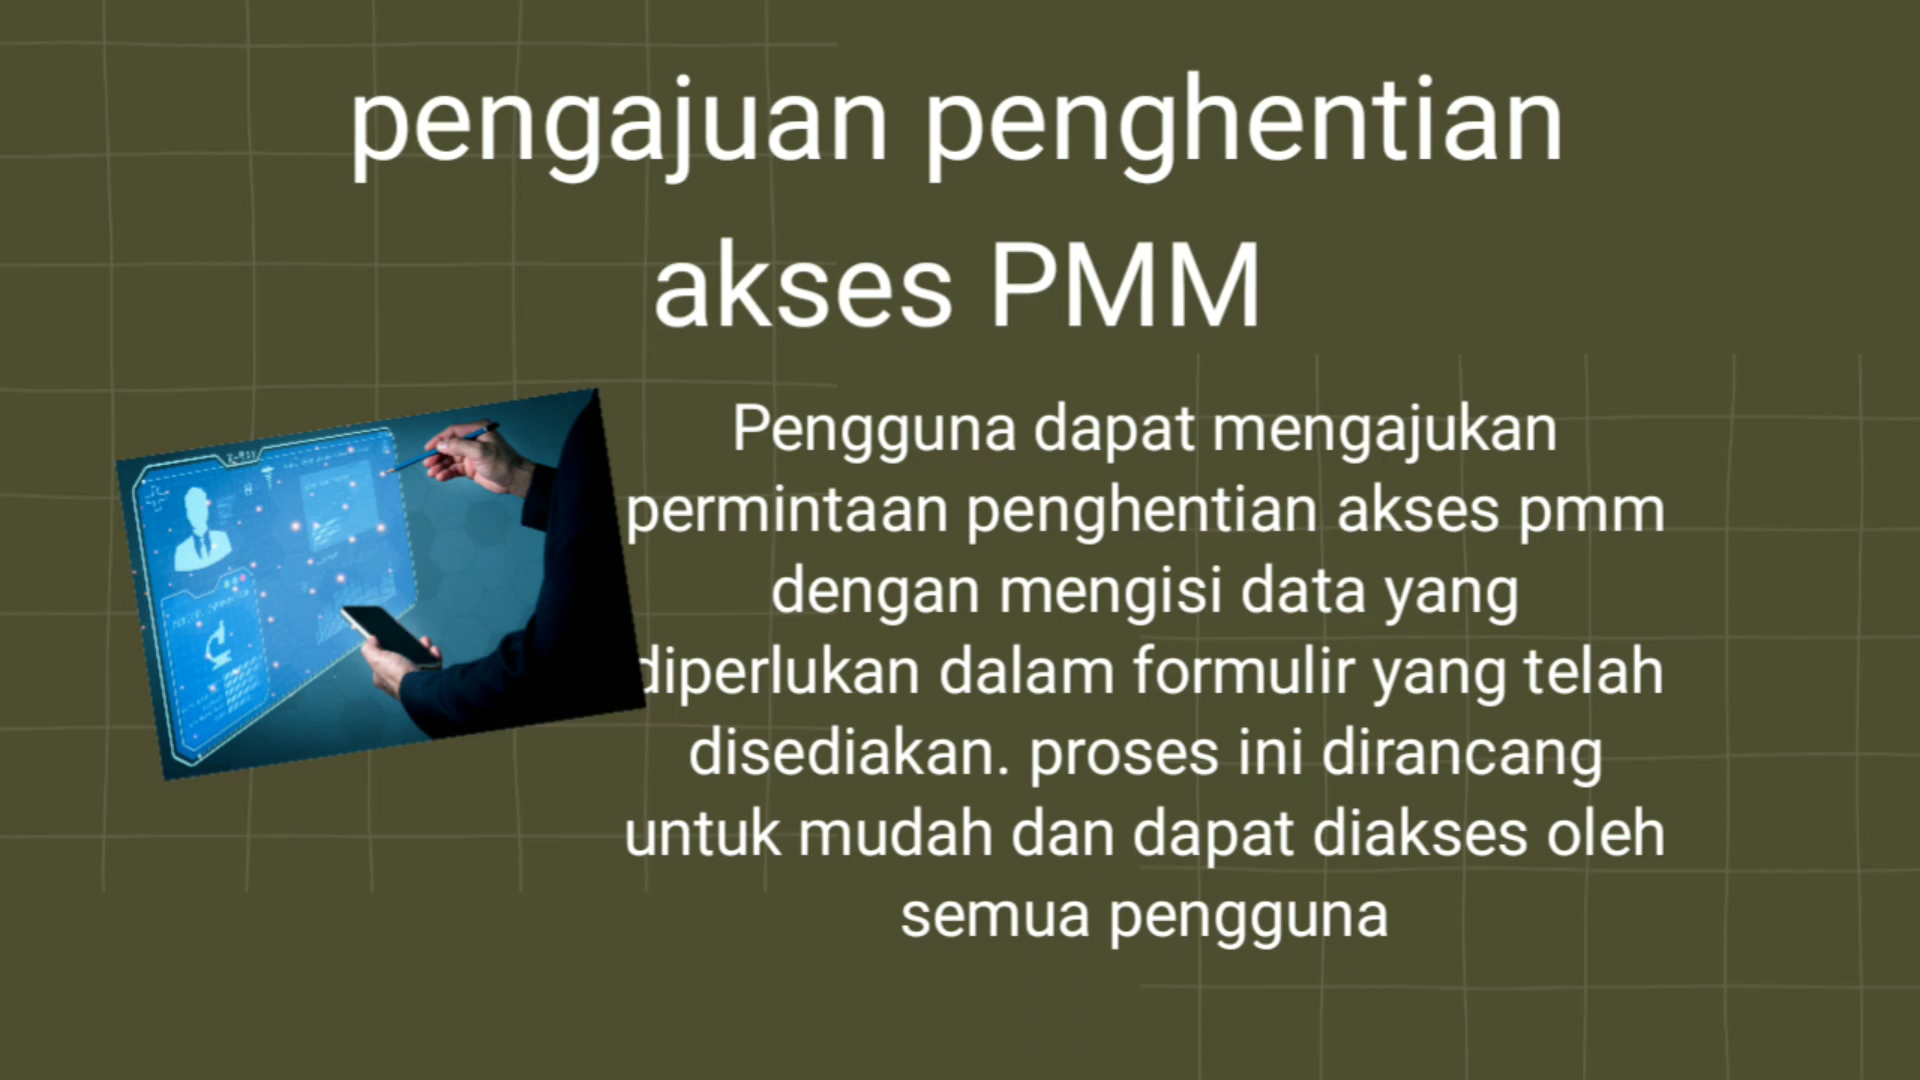 pengajuan penghentian
akses PMM
Pengguna dapat mengajukan
permintaan penghentian akses pmm
dengan mengisi data yang
diperlukan dalam formulir yang telah
disediakan. proses ini dirancang
untuk mudah dan dapat diakses oleh
semua pengguna